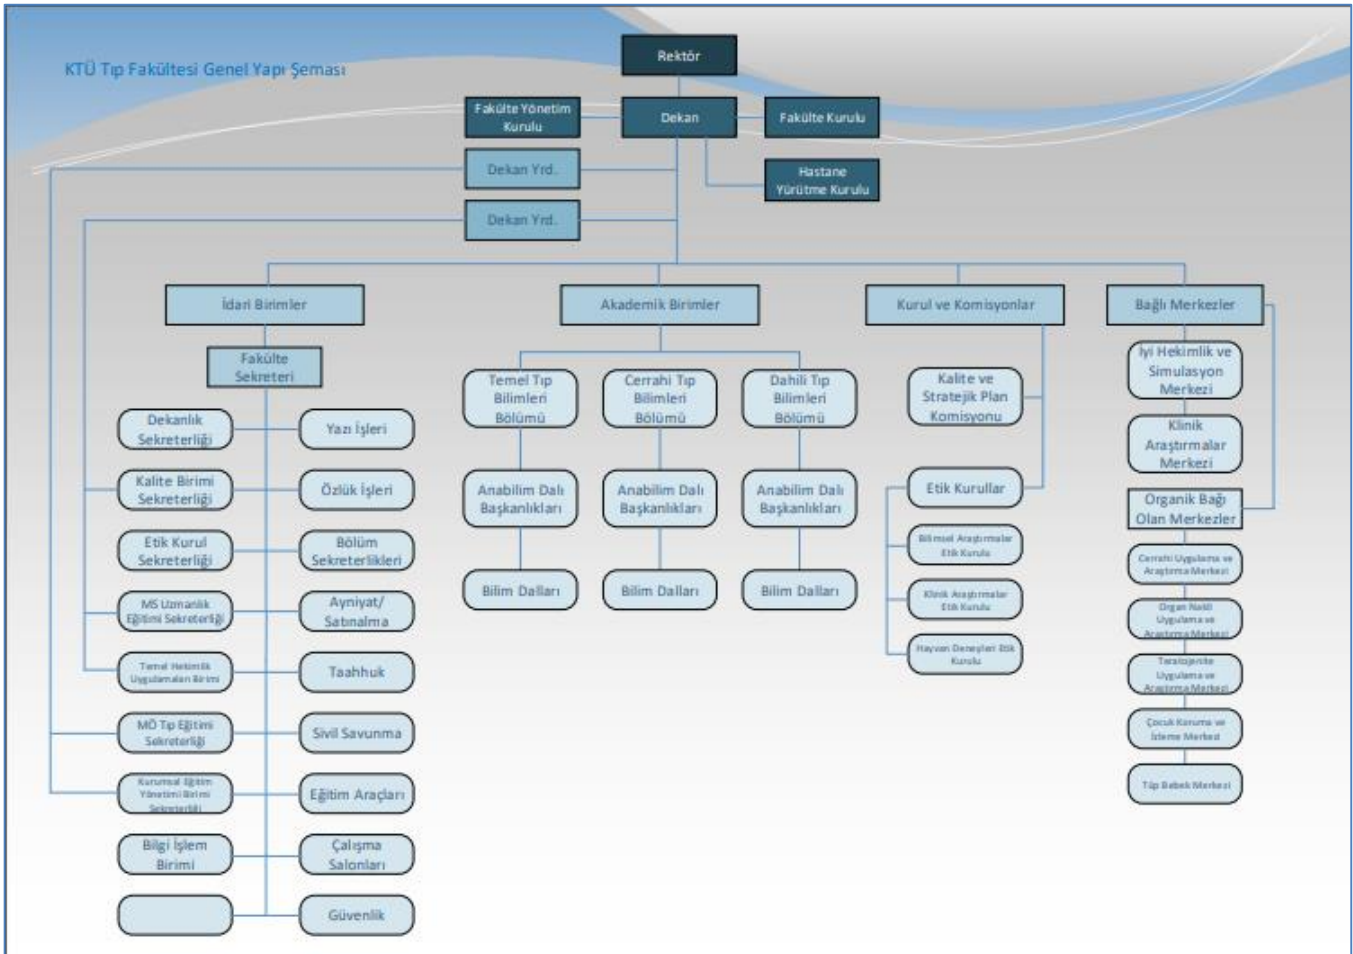 KTÜ Tıp Fakültesi Genel Yapı Şeması
Rektör
Fakülte Yönetim
Kurulu
Dekan
Fakülte Kurulu
Dekan Yrd.
Hastane
Yürütme Kurulu
Dekan Yrd.
İdari Birimler
Akademik Birimler
Kurul ve Komisyonlar
Bağlı Merkezler
Fakülte
Sekreteri
Dekanlık
Sekreterliği
Yazı İşleri
Kalite Birimi
Sekreterliği
Özlük İşleri
Etik Kurul
Sekreterliği
Bölüm
Sekreterlikleri
MS Uzmanlık
Eğitimi Sekreterliği
Ayniyat/
Satınalma
Temel Hekimlik
Uygulamaları Birimi
Taahhuk
MÖ Tıp Eğitimi
Sekreterliği
Sivil Savunma
Kurumsal Eğitim
Yönetimi Birimi
Sekreterliği
Eğitim Araçları
Bilgi İşlem
Birimi
Çalışma
Salonları
Güvenlik
Temel Tıp
Bilimleri
Bölümü
Cerrahi Tıp
Bilimleri
Bölümü
Dahili Tıp
Bilimleri
Bölümü
Anabilim Dalı
Başkanlıkları
Anabilim Dalı
Başkanlıkları
Anabilim Dalı
Başkanlıkları
Bilim Dalları
Bilim Dalları
Bilim Dalları
Kalite ve
Stratejik Plan
Komisyonu
Etik Kurullar
Bilimsel Araştırmalar
Etik Kurulu
Klinik Araştırmalar
Etik Kurulu
Hayvan Deneyleri Etik
Kurulu
İyi Hekimlik ve
Simulasyon
Merkezi
Klinik
Araştırmalar
Merkezi
Organik Bağı
Olan Merkezler
Cerrahi Uygulama ve
Araştırma Merkezi
Organ Nakli
Uygulama ve
Araştırma Merkezi
Teratojenite
Uygulama ve
Araştırma Merkezi
Çocuk Koruma ve
İzleme Merkezi
Tüp Bebek Merkezi